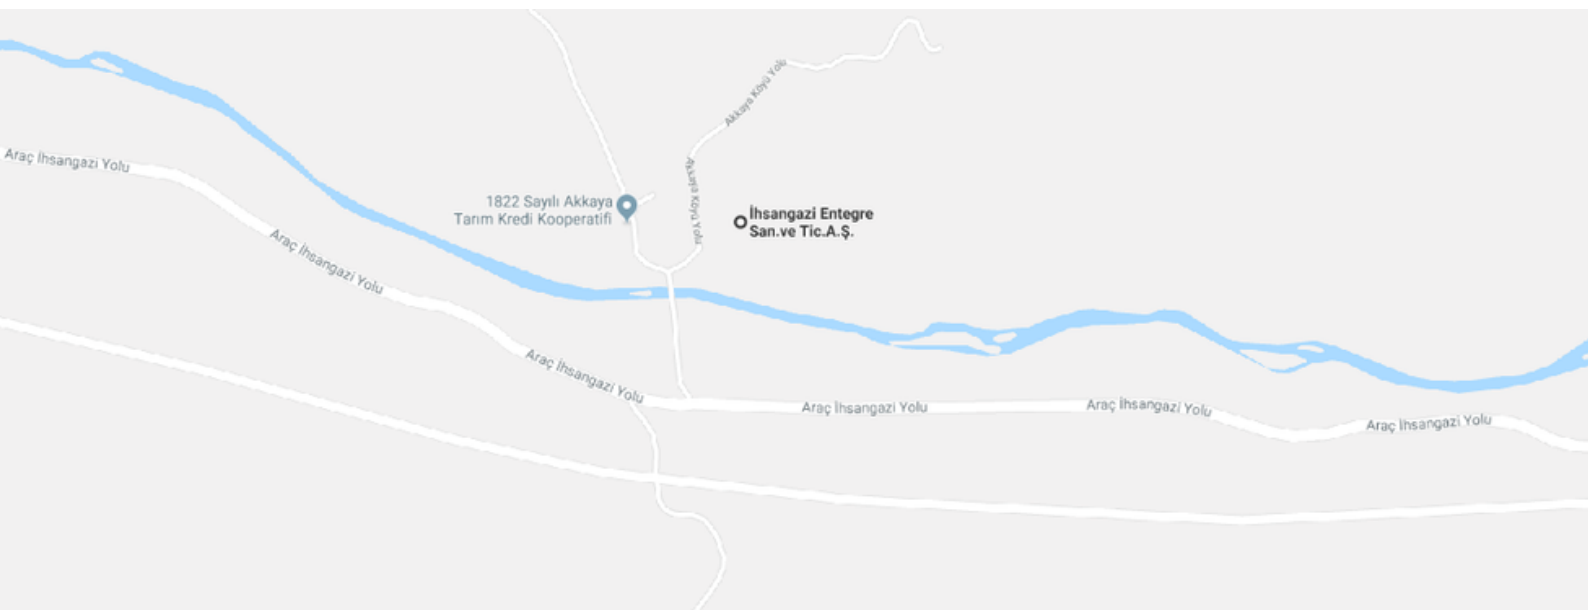 Akkaya Köyü Yolu
Araç İhsangazi Yolu
Akkaya Köyü Yolu
1822 Sayılı Akkaya
Tarım Kredi Kooperatifi
İhsangazi Entegre
San.ve Tic.A.Ş.
Araç İhsangazi Yolu
Araç İhsangazi Yolu
Araç İhsangazi Yolu
Araç İhsangazi Yolu
Araç İhsangazi Yolu